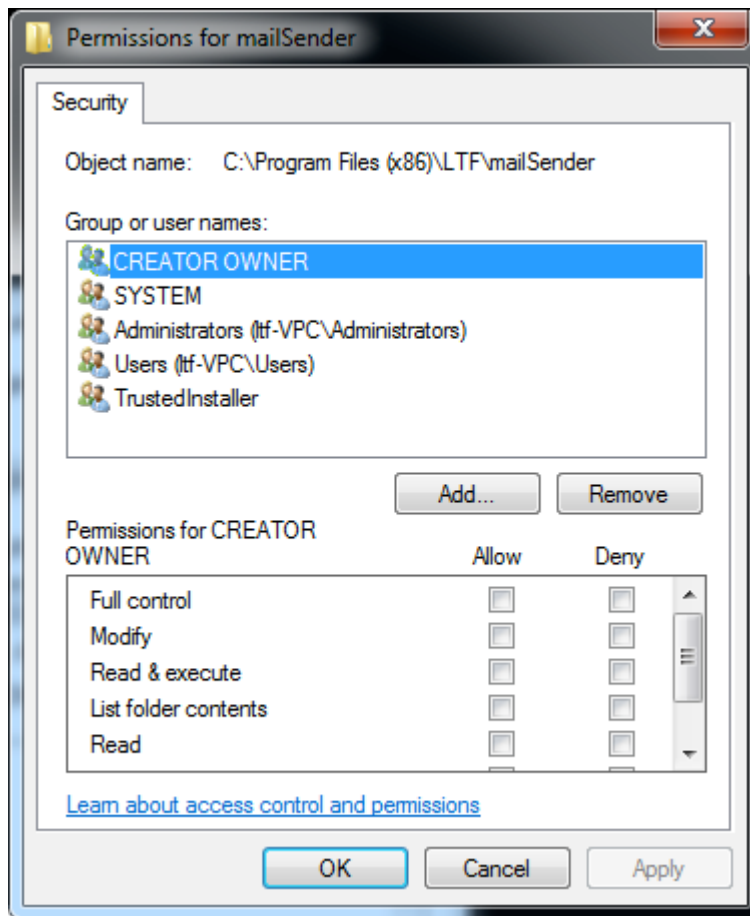 Permissions for mailSender
Security
Object name: C:\Program Files (x86)\LTF\mailSender
Group or user names:
CREATOR OWNER
SYSTEM
Administrators (ltf-VPC\Administrators)
Users (ltf-VPC\Users)
TrustedInstaller
Add... Remove
Permissions for CREATOR
OWNER Allow Deny
Full control
Modify
Read & execute
List folder contents
Read
Learn about access control and permissions
OK Cancel Apply